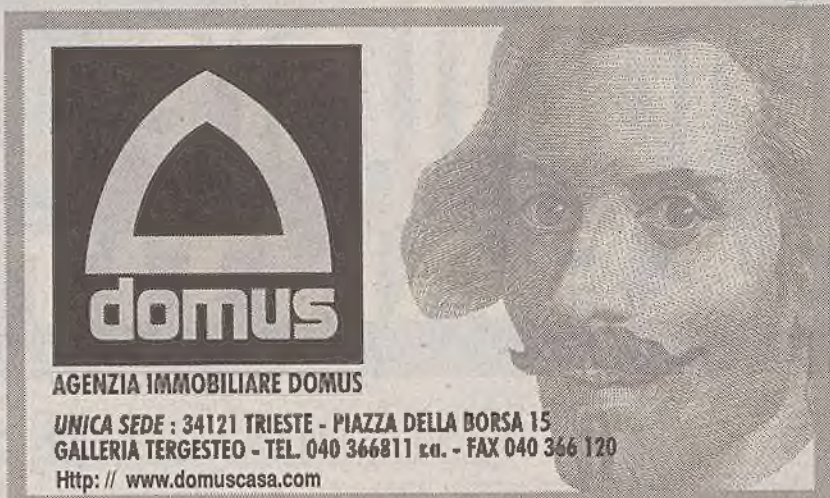 domus
AGENZIA IMMOBILIARE DOMUS
UNICA SEDE : 34121 TRIESTE - PIAZZA DELLA BORSA 15
GALLERIA TERGESTEO - TEL. 040 366811 r.a. - FAX 040 366 120
Http: // www.domuscasa.com